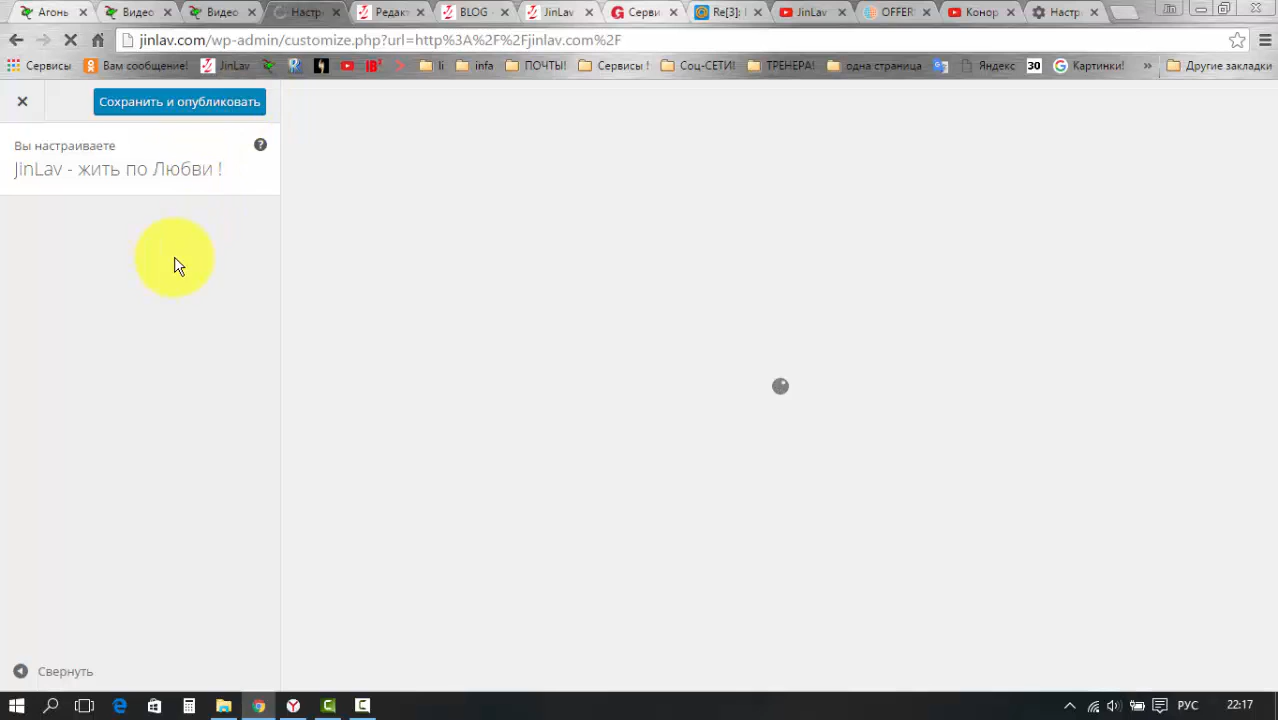 Агонь
Видео
Видео
Настр
Редакт
BLOG -
JinLav
Серви
Re[3]:
JinLav
OFFER
Конор
Настр
jinlav.com/wp-admin/customize.php?url=http%3A%2F%2Fjinlav.com%2F
Сервисы
Вам сообщение!
JinLav
li
infa
ПОЧТЫ!
Сервисы !
Соц-СЕТИ!
ТРЕНЕРА!
одна страница
Яндекс
30
Картинки!
»
Другие закладки
Сохранить и опубликовать
Вы настраиваете
JinLav - жить по Любви !
Свернуть
РУС
22:17